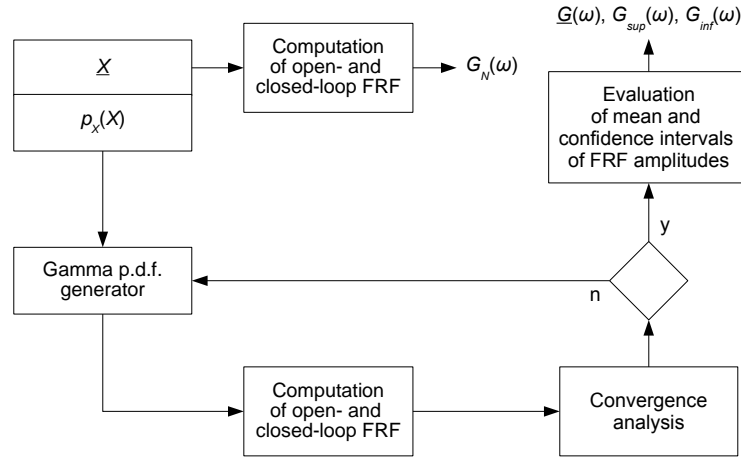 G(ω), G_sup(ω), G_inf(ω)
X
Computation
of open- and
closed-loop FRF
G_N(ω)
p_X(X)
Evaluation
of mean and
confidence intervals
of FRF amplitudes
y
Gamma p.d.f.
generator
n
Computation
of open- and
closed-loop FRF
Convergence
analysis